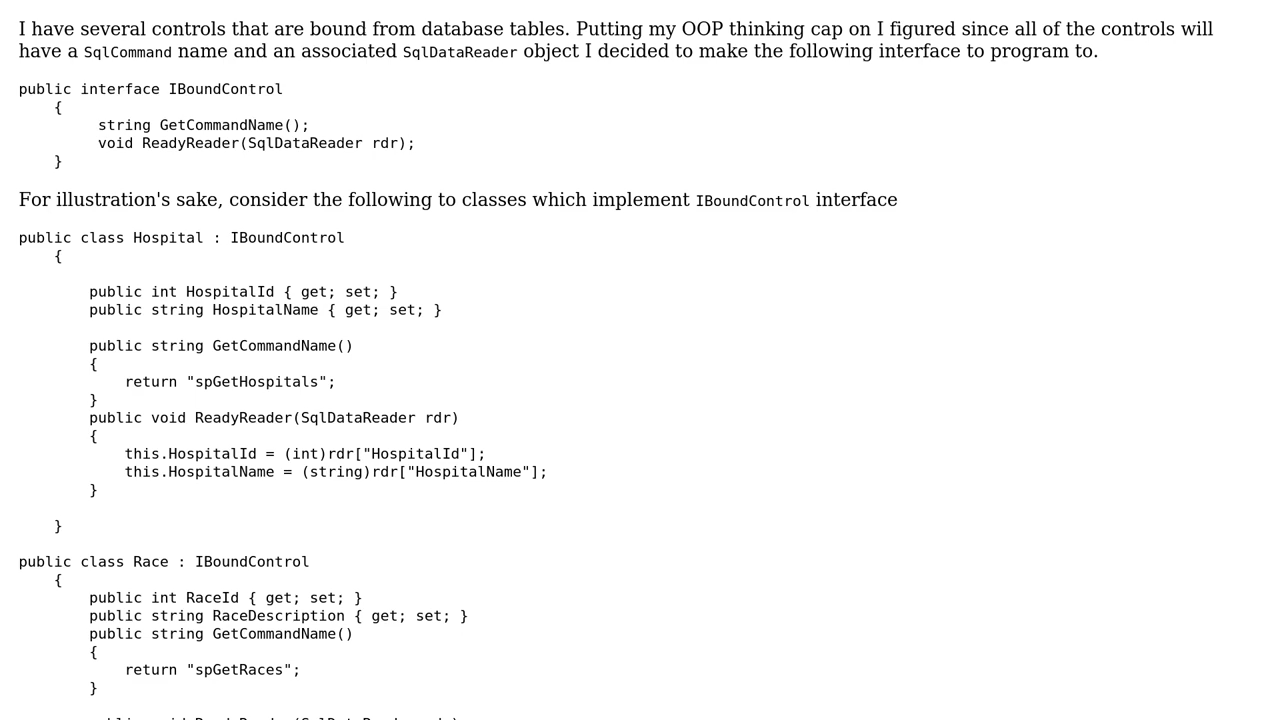 I have several controls that are bound from database tables. Putting my OOP thinking cap on I figured since all of the controls will
have a SqlCommand name and an associated SqlDataReader object I decided to make the following interface to program to.
public interface IBoundControl
{
string GetCommandName();
void ReadyReader(SqlDataReader rdr);
}
For illustration's sake, consider the following to classes which implement IBoundControl interface
public class Hospital : IBoundControl
{
public int HospitalId { get; set; }
public string HospitalName { get; set; }
public string GetCommandName()
{
return "spGetHospitals";
}
public void ReadyReader(SqlDataReader rdr)
{
this.HospitalId = (int)rdr["HospitalId"];
this.HospitalName = (string)rdr["HospitalName"];
}
}
public class Race : IBoundControl
{
public int RaceId { get; set; }
public string RaceDescription { get; set; }
public string GetCommandName()
{
return "spGetRaces";
}